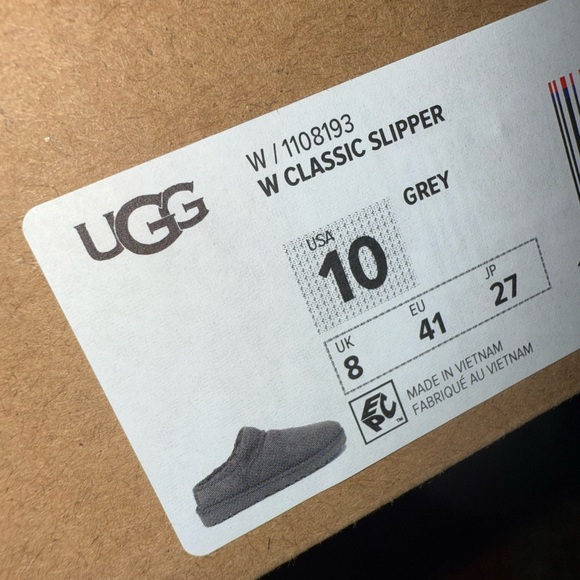 UGG
W / 1108193
W CLASSIC SLIPPER
GREY
USA
10
UK EU JP
8 41 27
EPC™
MADE IN VIETNAM
FABRIQUÉ AU VIETNAM